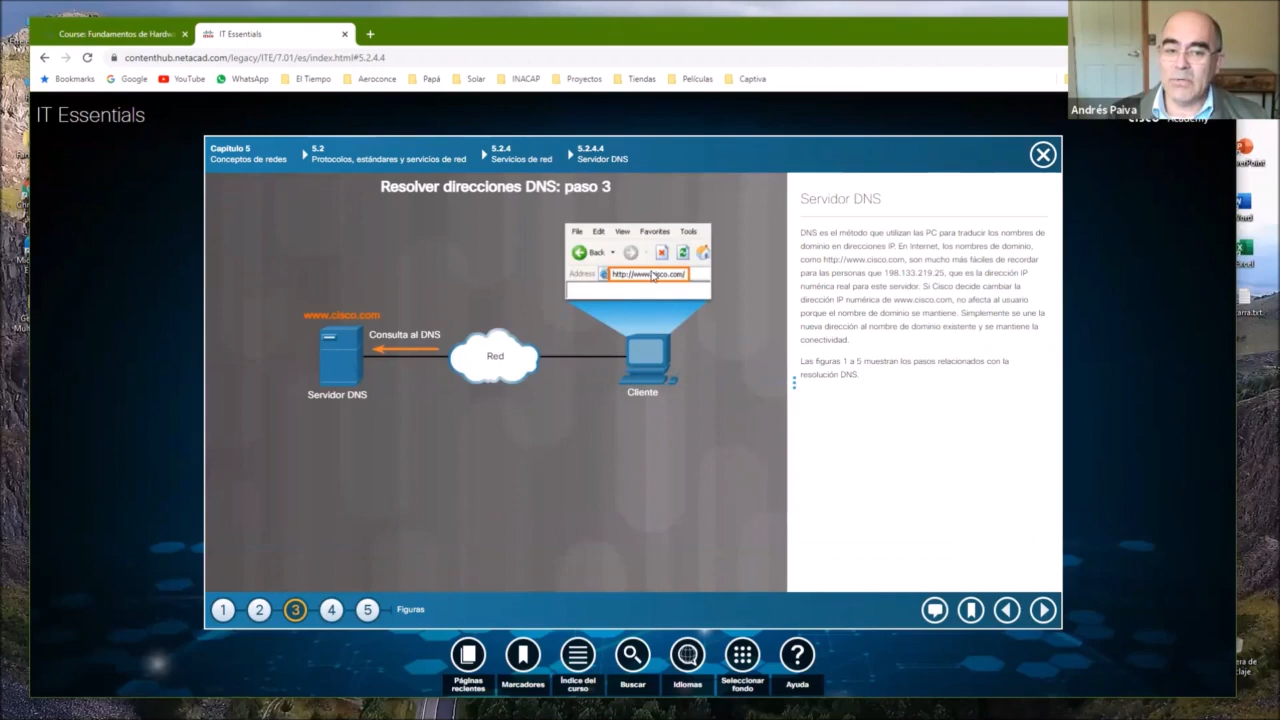 Course: Fundamentos de Hardw
IT Essentials
contenthub.netacad.com/legacy/ITE/7.01/es/index.html#5.2.4.4
Bookmarks
Google
YouTube
WhatsApp
El Tiempo
Aeroconce
Papá
Solar
INACAP
Proyectos
Tiendas
Películas
Captiva
Andrés Paiva
IT Essentials
Capítulo 5
Conceptos de redes
5.2
Protocolos, estándares y servicios de red
5.2.4
Servicios de red
5.2.4.4
Servidor DNS
Resolver direcciones DNS: paso 3
File Edit View Favorites Tools
Back
Address http://www.cisco.com/
www.cisco.com
Consulta al DNS
Red
Servidor DNS
Cliente
Servidor DNS
DNS es el método que utilizan las PC para traducir los nombres de
dominio en direcciones IP. En Internet, los nombres de dominio,
como http://www.cisco.com, son mucho más fáciles de recordar
para las personas que 198.133.219.25, que es la dirección IP
numérica real para este servidor. Si Cisco decide cambiar la
dirección IP numérica de www.cisco.com, no afecta al usuario
porque el nombre de dominio se mantiene. Simplemente se une la
nueva dirección al nombre de dominio existente y se mantiene la
conectividad.
Las figuras 1 a 5 muestran los pasos relacionados con la
resolución DNS.
1 2 3 4 5 Figuras
Páginas
recientes
Marcadores
Índice del
curso
Buscar
Idiomas
Seleccionar
fondo
Ayuda